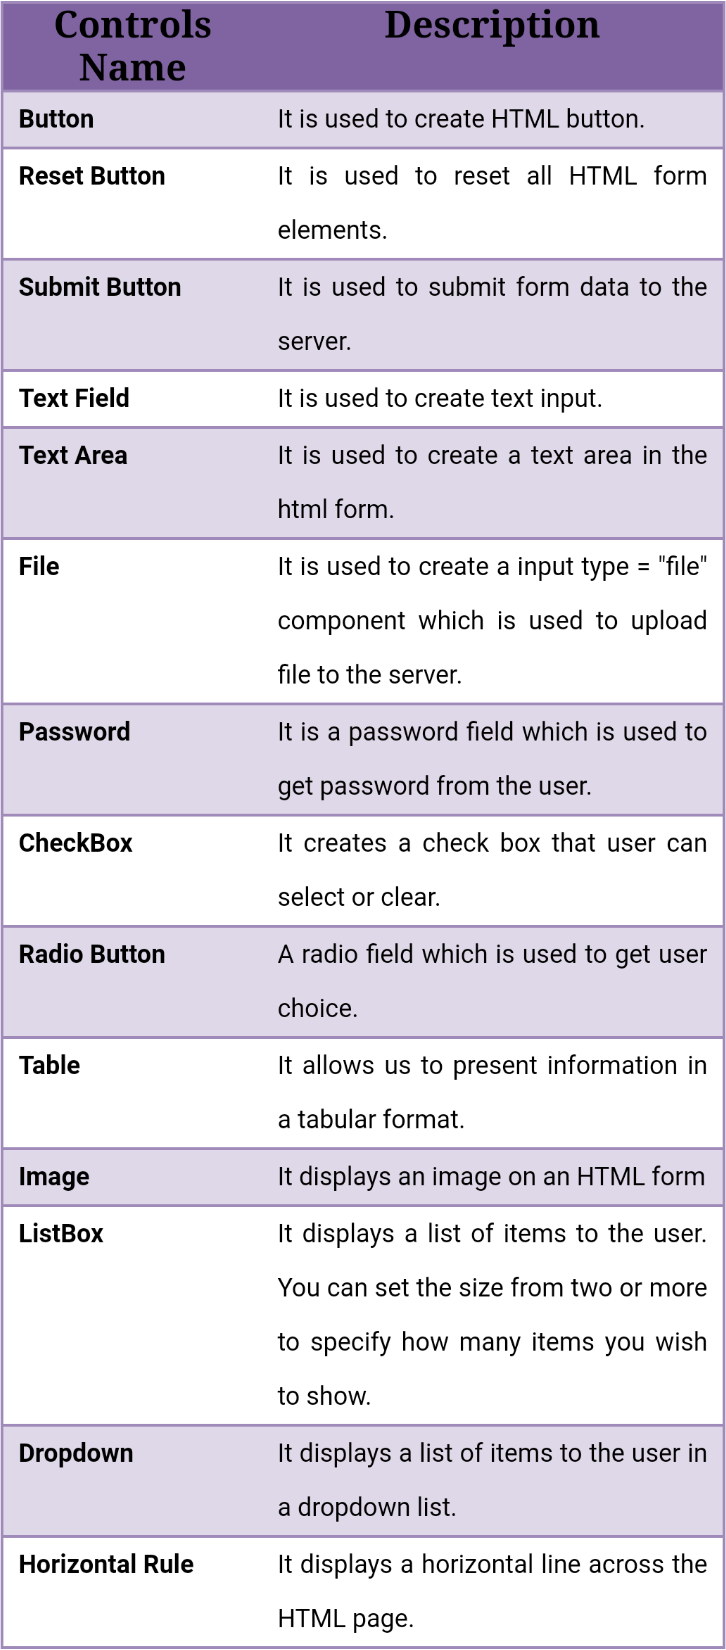 Controls Name Description
Button It is used to create HTML button.
Reset Button It is used to reset all HTML form
elements.
Submit Button It is used to submit form data to the
server.
Text Field It is used to create text input.
Text Area It is used to create a text area in the
html form.
File It is used to create a input type = "file"
component which is used to upload
file to the server.
Password It is a password field which is used to
get password from the user.
CheckBox It creates a check box that user can
select or clear.
Radio Button A radio field which is used to get user
choice.
Table It allows us to present information in
a tabular format.
Image It displays an image on an HTML form
ListBox It displays a list of items to the user.
You can set the size from two or more
to specify how many items you wish
to show.
Dropdown It displays a list of items to the user in
a dropdown list.
Horizontal Rule It displays a horizontal line across the
HTML page.